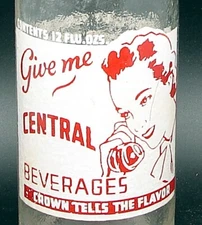 CONTENTS 12 FLU. OZS.
Give me
CENTRAL
BEVERAGES
CROWN TELLS THE FLAVOR